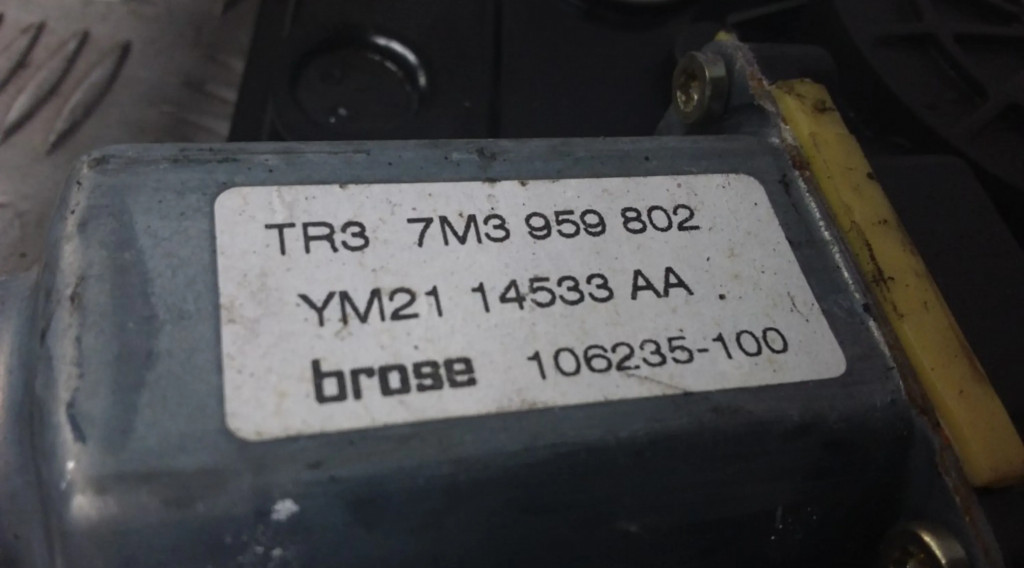 TR3 7M3 959 802
YM21 14533 AA .
brose 106235-100